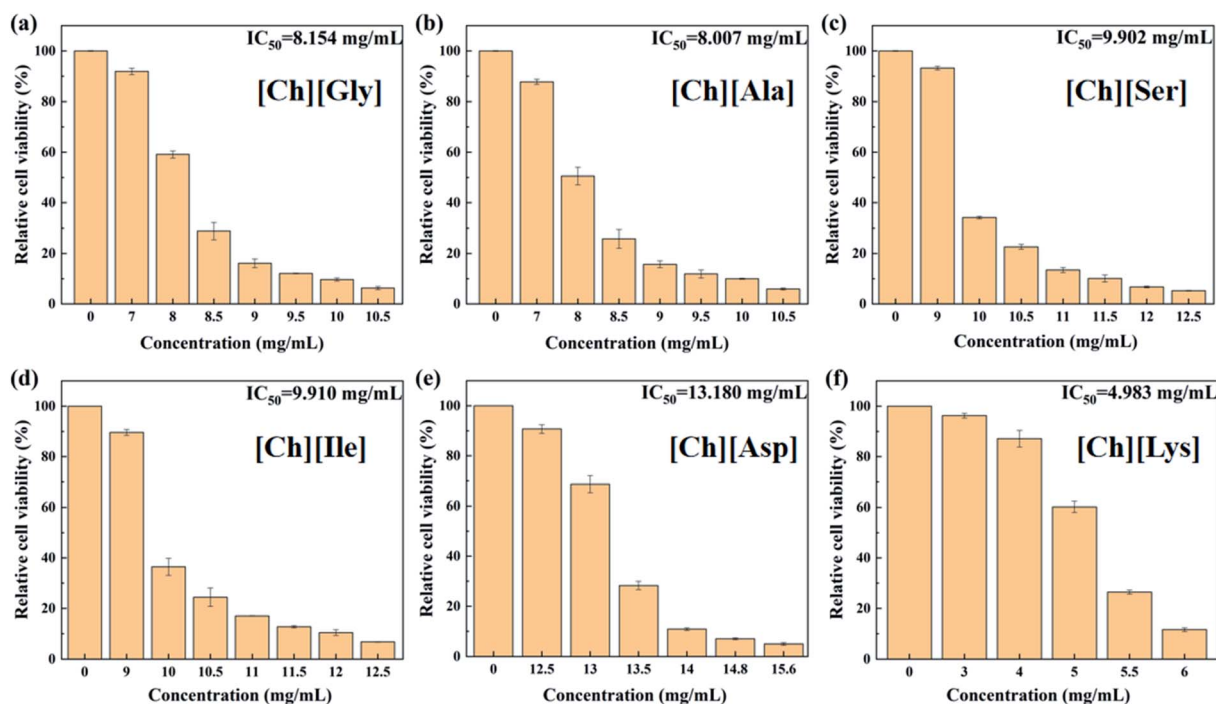 (a)
IC50=8.154 mg/mL
[Ch][Gly]
Relative cell viability (%)
100
80
60
40
20
0
0 7 8 8.5 9 9.5 10 10.5
Concentration (mg/mL)
(b)
IC50=8.007 mg/mL
[Ch][Ala]
Relative cell viability (%)
100
80
60
40
20
0
0 7 8 8.5 9 9.5 10 10.5
Concentration (mg/mL)
(c)
IC50=9.902 mg/mL
[Ch][Ser]
Relative cell viability (%)
100
80
60
40
20
0
0 9 10 10.5 11 11.5 12 12.5
Concentration (mg/mL)
(d)
IC50=9.910 mg/mL
[Ch][Ile]
Relative cell viability (%)
100
80
60
40
20
0
0 9 10 10.5 11 11.5 12 12.5
Concentration (mg/mL)
(e)
IC50=13.180 mg/mL
[Ch][Asp]
Relative cell viability (%)
100
80
60
40
20
0
0 12.5 13 13.5 14 14.8 15.6
Concentration (mg/mL)
(f)
IC50=4.983 mg/mL
[Ch][Lys]
Relative cell viability (%)
100
80
60
40
20
0
0 3 4 5 5.5 6
Concentration (mg/mL)